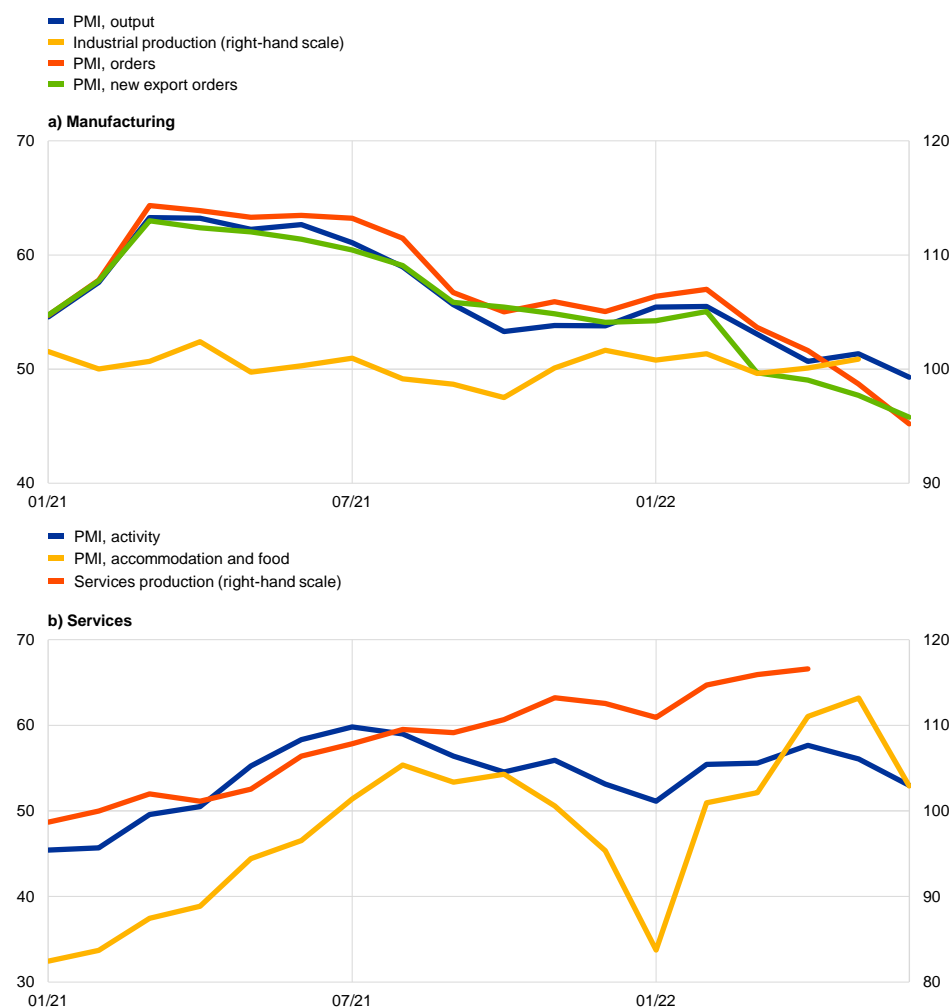 PMI, output
Industrial production (right-hand scale)
PMI, orders
PMI, new export orders
a) Manufacturing
70 120
60 110
50 100
40 90
01/21 07/21 01/22
PMI, activity
PMI, accommodation and food
Services production (right-hand scale)
b) Services
70 120
60 110
50 100
40 90
30 80
01/21 07/21 01/22